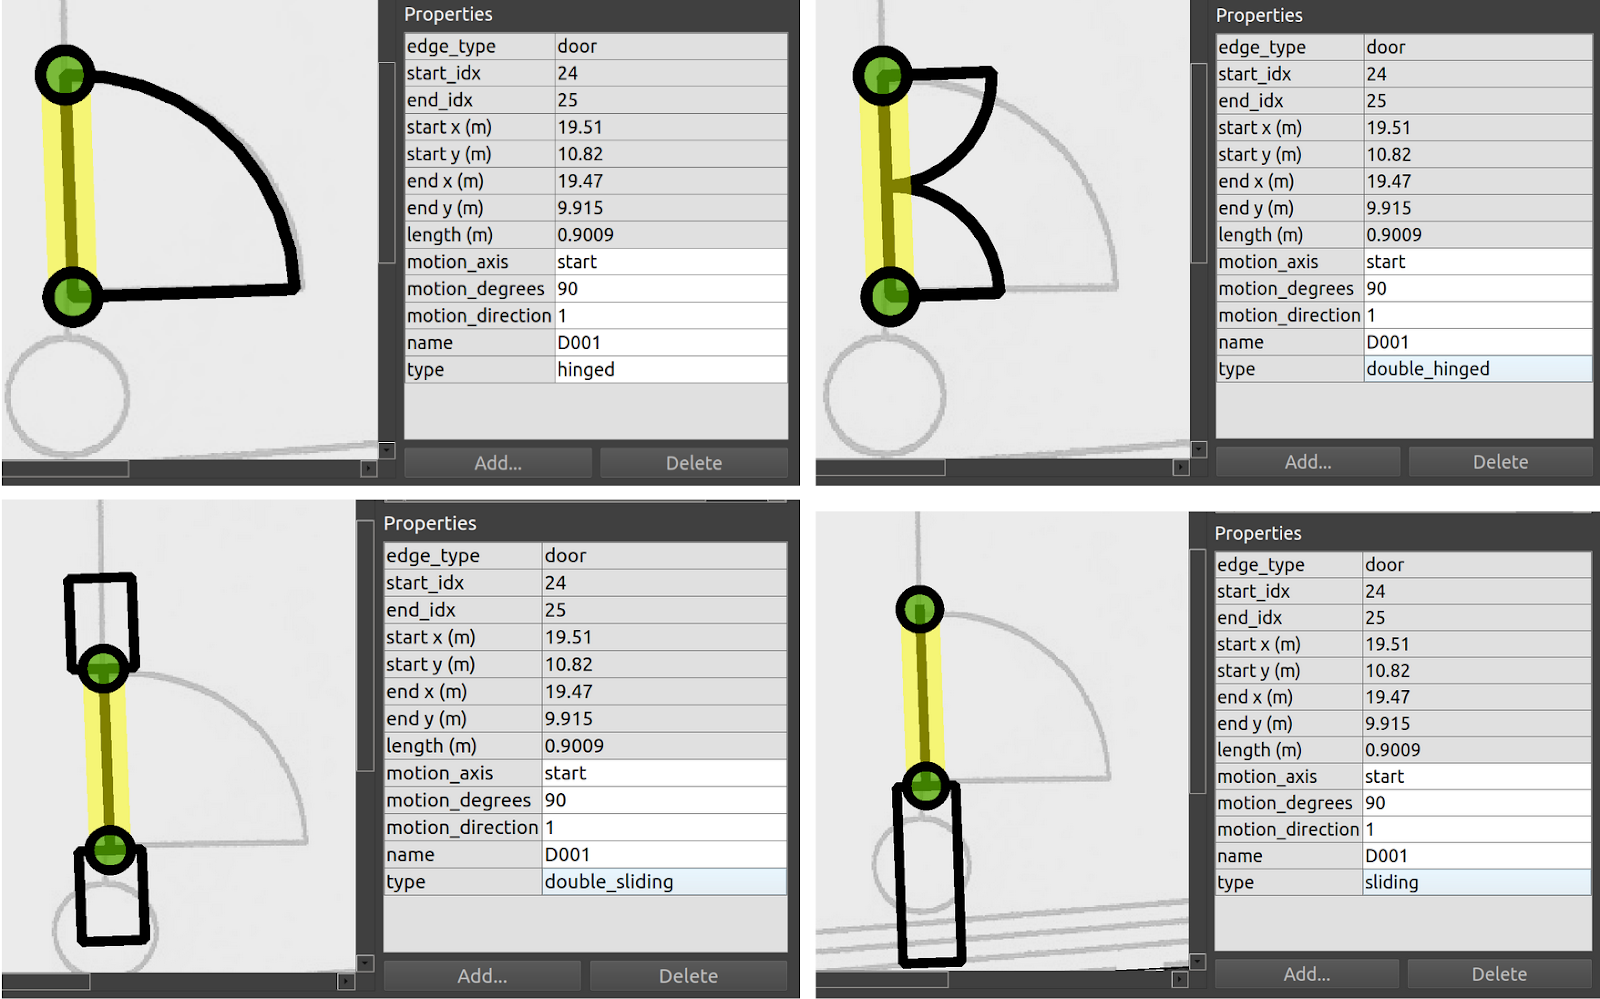 Properties
edge_type door
start_idx 24
end_idx 25
start x (m) 19.51
start y (m) 10.82
end x (m) 19.47
end y (m) 9.915
length (m) 0.9009
motion_axis start
motion_degrees 90
motion_direction 1
name D001
type hinged
Add... Delete
Properties
edge_type door
start_idx 24
end_idx 25
start x (m) 19.51
start y (m) 10.82
end x (m) 19.47
end y (m) 9.915
length (m) 0.9009
motion_axis start
motion_degrees 90
motion_direction 1
name D001
type double_hinged
Add... Delete
Properties
edge_type door
start_idx 24
end_idx 25
start x (m) 19.51
start y (m) 10.82
end x (m) 19.47
end y (m) 9.915
length (m) 0.9009
motion_axis start
motion_degrees 90
motion_direction 1
name D001
type double_sliding
Add... Delete
Properties
edge_type door
start_idx 24
end_idx 25
start x (m) 19.51
start y (m) 10.82
end x (m) 19.47
end y (m) 9.915
length (m) 0.9009
motion_axis start
motion_degrees 90
motion_direction 1
name D001
type sliding
Add... Delete